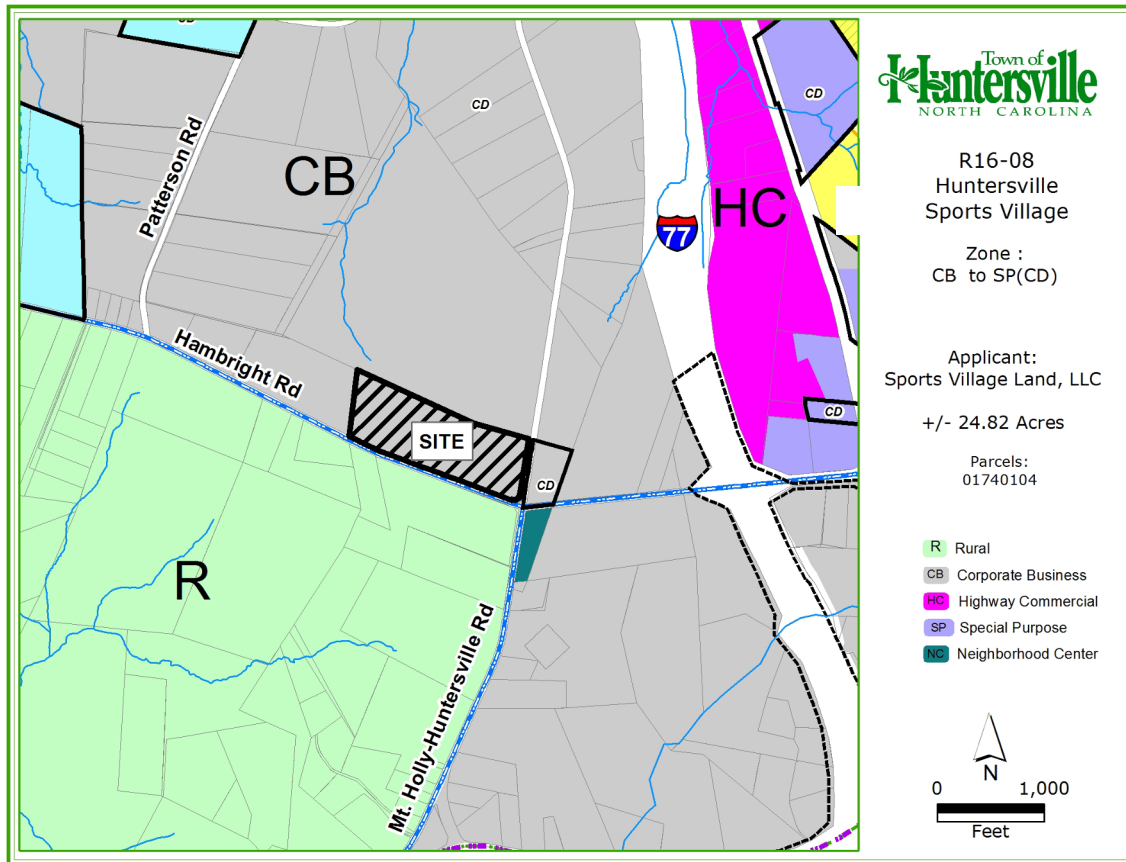 CD
CD
CD
Patterson Rd
CB
77
HC
Hambright Rd
CD
SITE
CD
R
Mt. Holly-Huntersville Rd
Town of
Huntersville
NORTH CAROLINA
R16-08
Huntersville
Sports Village
Zone :
CB to SP(CD)
Applicant:
Sports Village Land, LLC
+/- 24.82 Acres
Parcels:
01740104
R Rural
CB Corporate Business
HC Highway Commercial
SP Special Purpose
NC Neighborhood Center
N
0 1,000
Feet